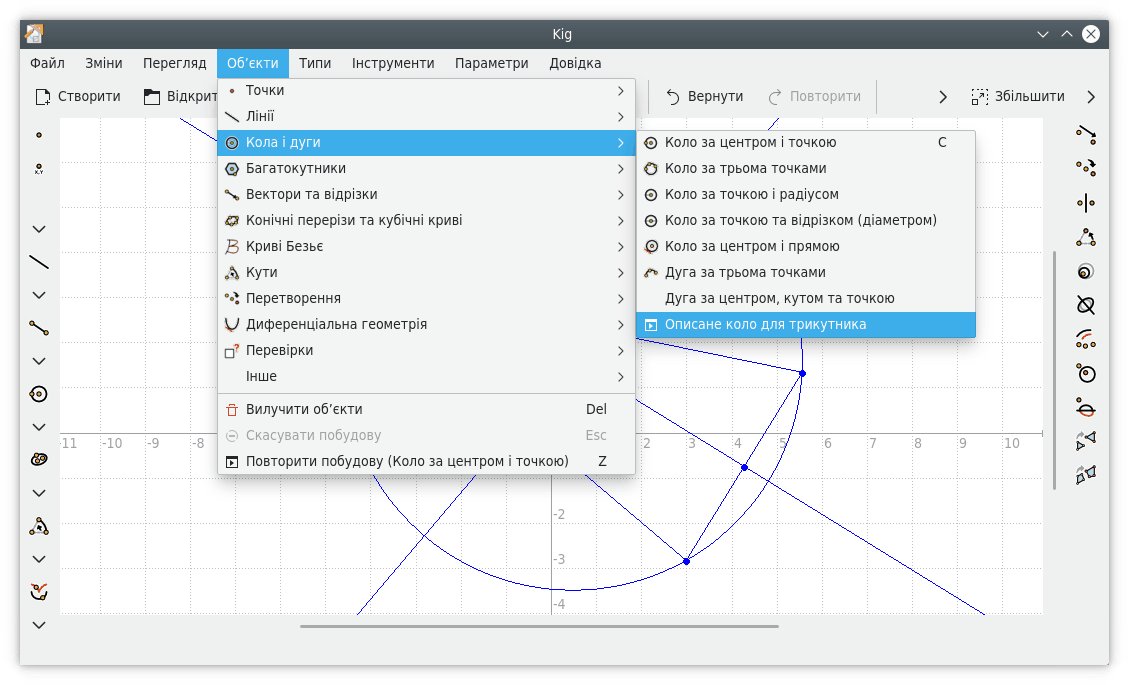 Kig
Файл Зміни Перегляд Об'єкти Типи Інструменти Параметри Довідка
Створити Відкрит Вернути Повторити Збільшити
Точки
Лінії
Кола і дуги
Багатокутники
Вектори та відрізки
Конічні перерізи та кубічні криві
Криві Безьє
Кути
Перетворення
Диференціальна геометрія
Перевірки
Інше
Вилучити об’єкти Del
Скасувати побудову Esc
Повторити побудову (Коло за центром і точкою) Z
Коло за центром і точкою C
Коло за трьома точками
Коло за точкою і радіусом
Коло за точкою та відрізком (діаметром)
Коло за центром і прямою
Дуга за трьома точками
Дуга за центром, кутом та точкою
Описане коло для трикутника
X,Y
11 -10 -9 -8 2 3 4 5 6 7 8 9 10
-2
-3
-4